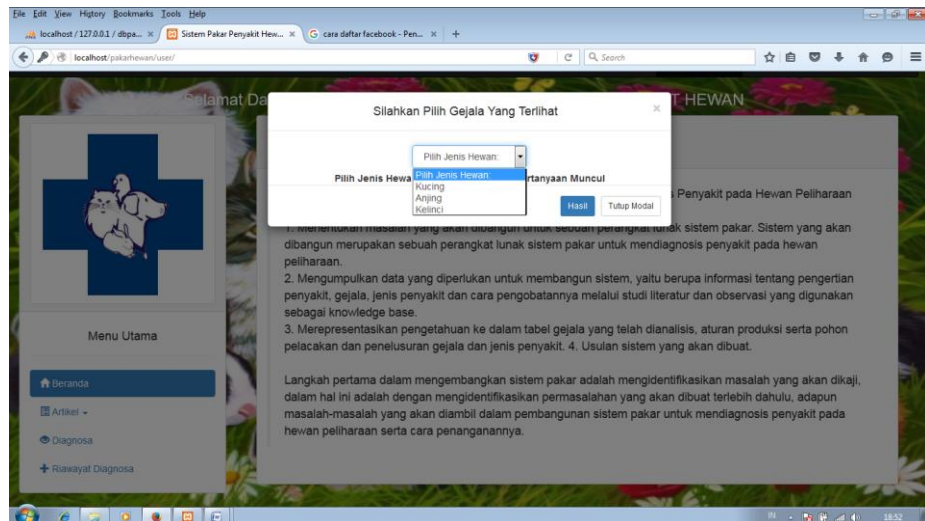 File Edit View History Bookmarks Tools Help
localhost / 127.0.0.1 / dbpa...
Sistem Pakar Penyakit Hew...
cara daftar facebook - Pen...
localhost/pakarhewan/user/
Search
Selamat Da
T HEWAN
Silahkan Pilih Gejala Yang Terlihat
Pilih Jenis Hewan:
Pilih Jenis Hewa
rtanyaan Muncul
Pilih Jenis Hewan:
Kucing
Anjing
Kelinci
Hasil
Tutup Modal
Penyakit pada Hewan Peliharaan
1. Menentukan masalah yang akan dibangun untuk sebuah perangkat lunak sistem pakar. Sistem yang akan
dibangun merupakan sebuah perangkat lunak sistem pakar untuk mendiagnosis penyakit pada hewan
peliharaan.
2. Mengumpulkan data yang diperlukan untuk membangun sistem, yaitu berupa informasi tentang pengertian
penyakit, gejala, jenis penyakit dan cara pengobatannya melalui studi literatur dan observasi yang digunakan
sebagai knowledge base.
3. Merepresentasikan pengetahuan ke dalam tabel gejala yang telah dianalisis, aturan produksi serta pohon
pelacakan dan penelusuran gejala dan jenis penyakit. 4. Usulan sistem yang akan dibuat.
Langkah pertama dalam mengembangkan sistem pakar adalah mengidentifikasikan masalah yang akan dikaji,
dalam hal ini adalah dengan mengidentifikasikan permasalahan yang akan dibuat terlebih dahulu, adapun
masalah-masalah yang akan diambil dalam pembangunan sistem pakar untuk mendiagnosis penyakit pada
hewan peliharaan serta cara penanganannya.
Menu Utama
Beranda
Artikel
Diagnosa
Riawayat Diagnosa
IN
18:52